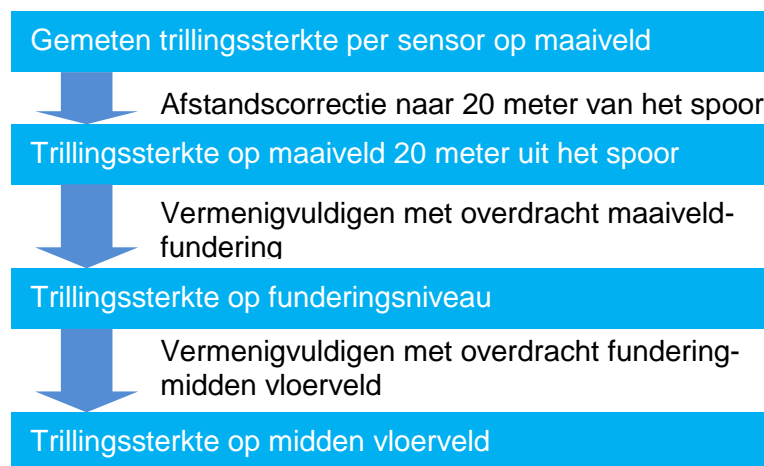 Gemeten trillingssterkte per sensor op maaiveld
Afstandscorrectie naar 20 meter van het spoor
Trillingssterkte op maaiveld 20 meter uit het spoor
Vermenigvuldigen met overdracht maaiveld-
fundering
Trillingssterkte op funderingsniveau
Vermenigvuldigen met overdracht fundering-
midden vloerveld
Trillingssterkte op midden vloerveld